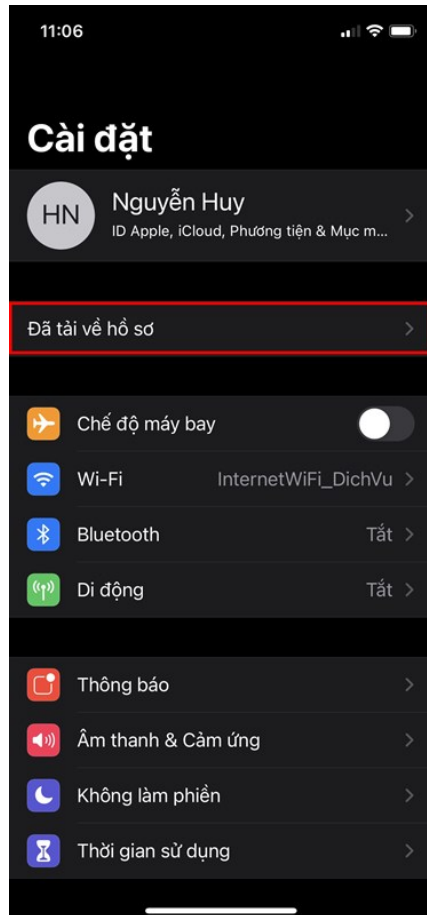 11:06
Cài đặt
HN
Nguyễn Huy
ID Apple, iCloud, Phương tiện & Mục m...
Đã tải về hồ sơ
Chế độ máy bay
Wi-Fi InternetWiFi_DichVu
Bluetooth Tắt
Di động Tắt
Thông báo
Âm thanh & Cảm ứng
Không làm phiền
Thời gian sử dụng